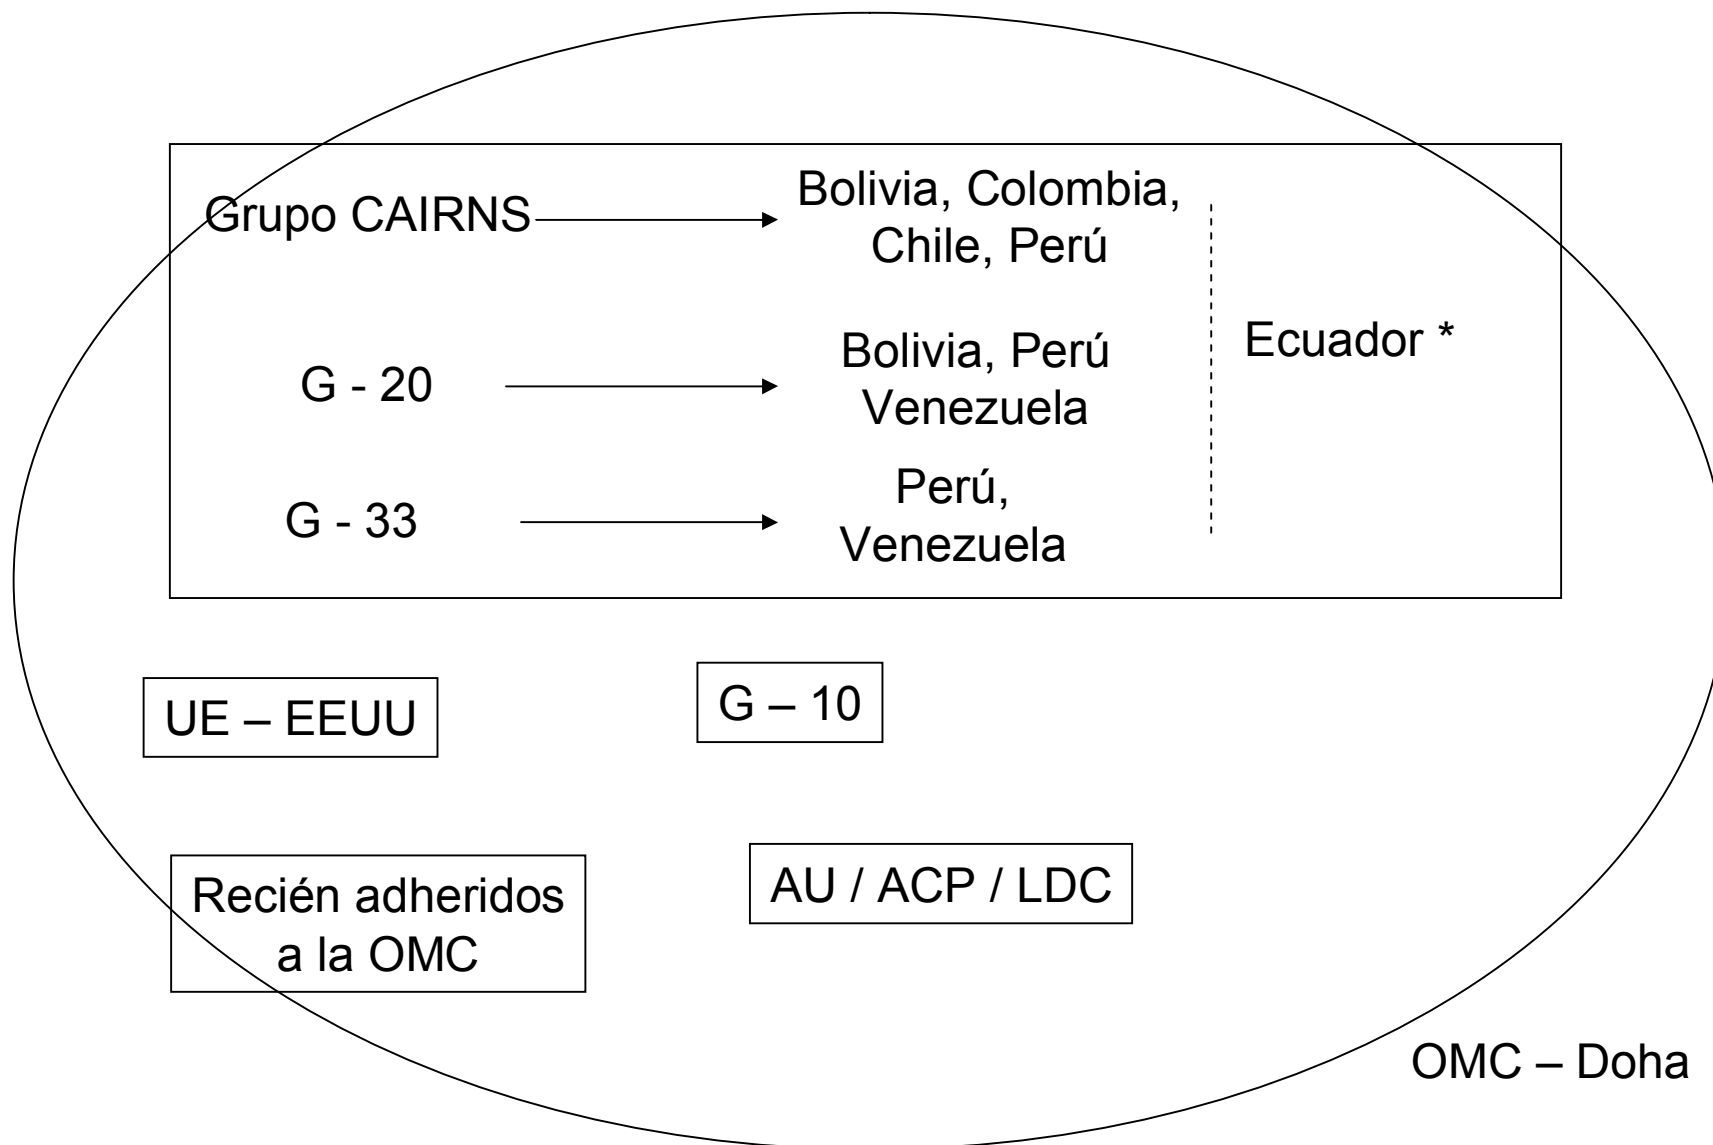 Grupo CAIRNS
Bolivia, Colombia,
Chile, Perú
G - 20
Bolivia, Perú
Venezuela
G - 33
Perú,
Venezuela
Ecuador *
UE – EEUU
G – 10
Recién adheridos
a la OMC
AU / ACP / LDC
OMC – Doha